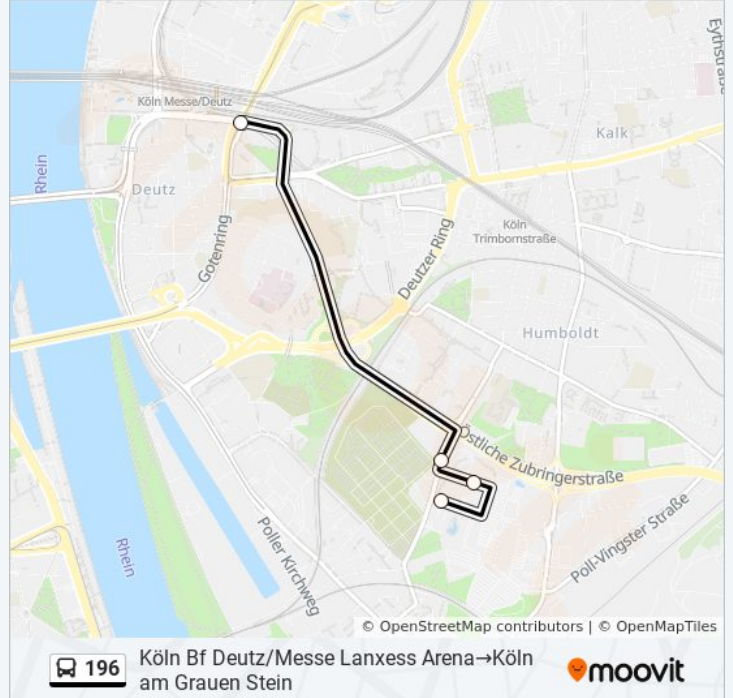 Eythstraße
Köln Messe/Deutz
Kalk
Rhein
Deutz
Köln
Trimbornstraße
Gotenring
Deutzer Ring
Humboldt
Östliche Zubringerstraße
Poll-Vingster Straße
Poller Kirchweg
Rhein
© OpenStreetMap contributors | © OpenMapTiles
196
Köln Bf Deutz/Messe Lanxess Arena→Köln
am Grauen Stein
moovit